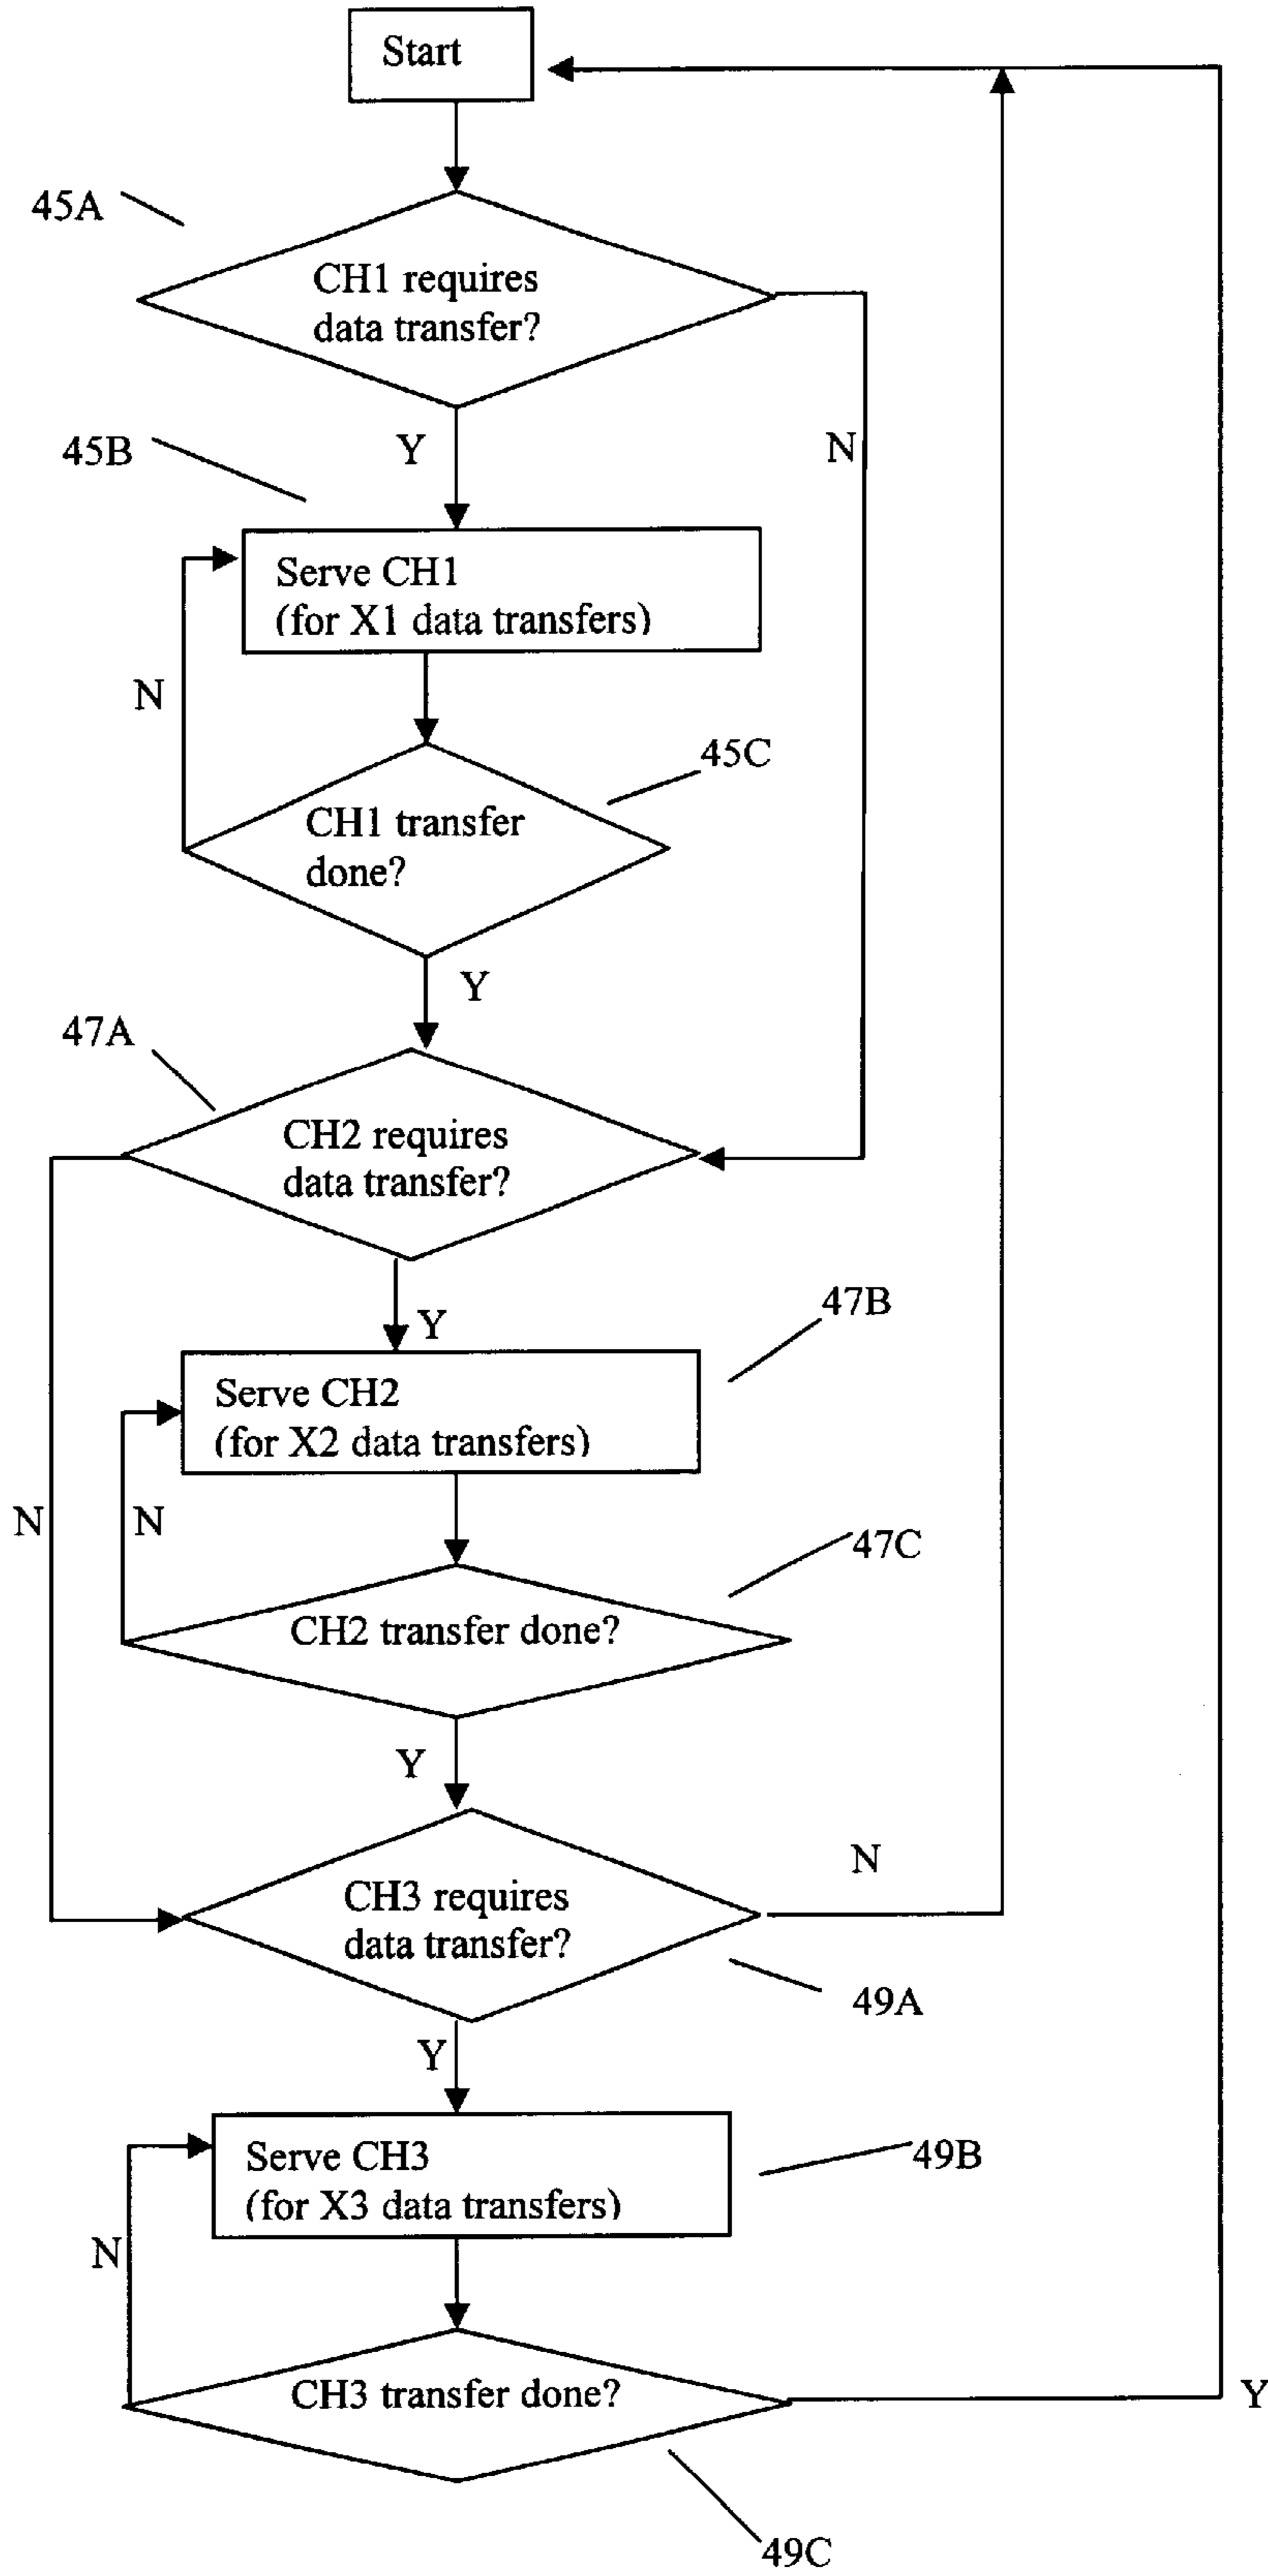 Start
45A
CH1 requires
data transfer?
Y
N
45B
Serve CH1
(for X1 data transfers)
N
45C
CH1 transfer
done?
Y
47A
CH2 requires
data transfer?
47B
Y
Serve CH2
(for X2 data transfers)
N
N
47C
CH2 transfer done?
Y
N
CH3 requires
data transfer?
49A
Y
49B
Serve CH3
(for X3 data transfers)
N
CH3 transfer done?
Y
49C